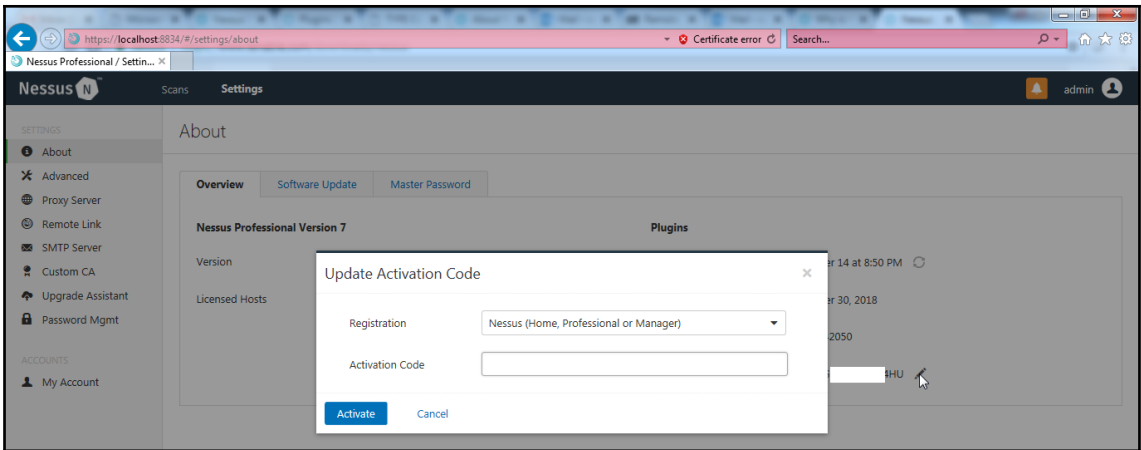 https://localhost:8834/#/settings/about
Certificate error
Search...
Nessus Professional / Settin...
Nessus N
Scans
Settings
admin
SETTINGS
About
Advanced
Proxy Server
Remote Link
SMTP Server
Custom CA
Upgrade Assistant
Password Mgmt
ACCOUNTS
My Account
About
Overview
Software Update
Master Password
Nessus Professional Version 7
Plugins
Version
er 14 at 8:50 PM
Licensed Hosts
er 30, 2018
2050
4HU
Update Activation Code
Registration
Nessus (Home, Professional or Manager)
Activation Code
Activate
Cancel